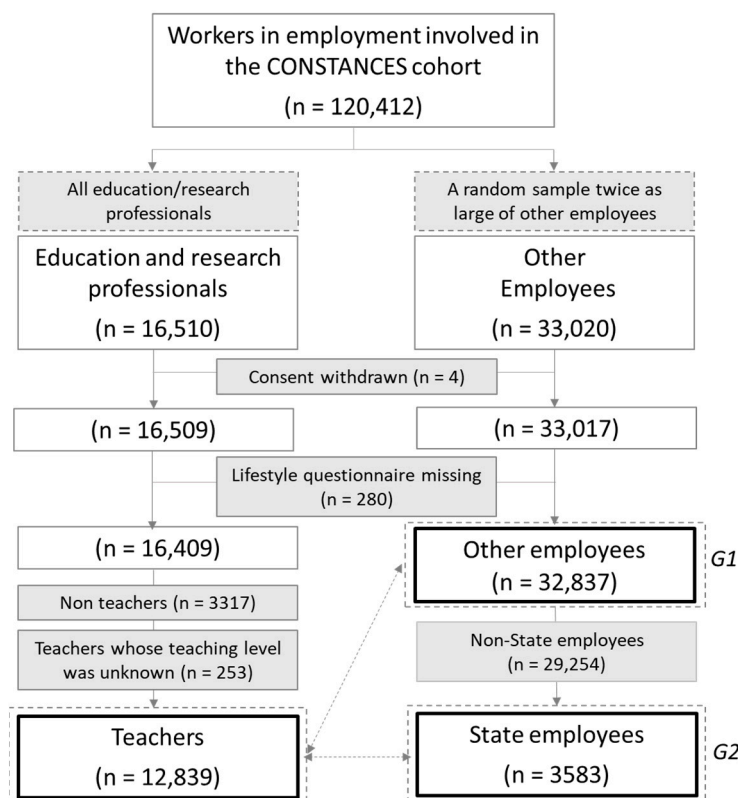 Workers in employment involved in
the CONSTANCES cohort
(n = 120,412)
All education/research
professionals
A random sample twice as
large of other employees
Education and research
professionals
(n = 16,510)
Other
Employees
(n = 33,020)
Consent withdrawn (n = 4)
(n = 16,509)
(n = 33,017)
Lifestyle questionnaire missing
(n = 280)
(n = 16,409)
Other employees
(n = 32,837)
G1
Non teachers (n = 3317)
Teachers whose teaching level
was unknown (n = 253)
Non-State employees
(n = 29,254)
Teachers
(n = 12,839)
State employees
(n = 3583)
G2